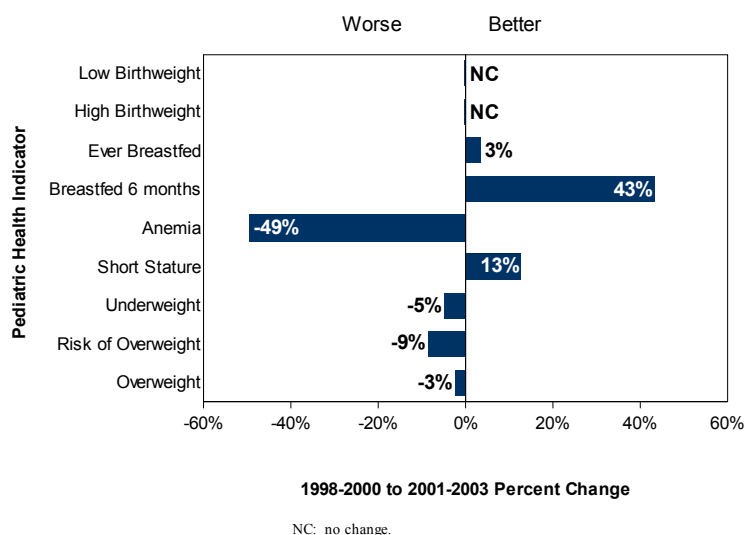 Worse Better
Low Birthweight NC
High Birthweight NC
Ever Breastfed 3%
Breastfed 6 months 43%
Anemia -49%
Short Stature 13%
Underweight -5%
Risk of Overweight -9%
Overweight -3%
Pediatric Health Indicator
-60% -40% -20% 0% 20% 40% 60%
1998-2000 to 2001-2003 Percent Change
NC: no change.